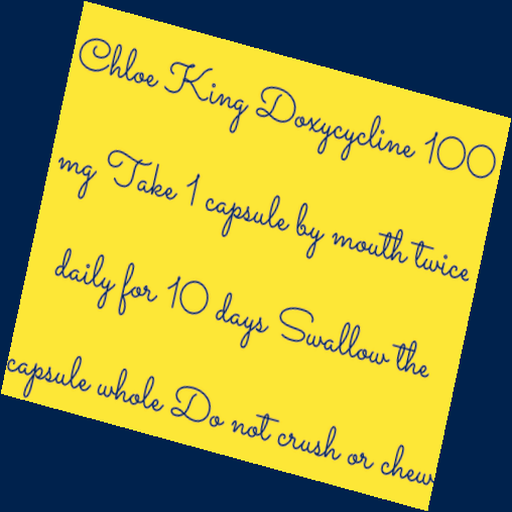 Chloe King Doxycycline 100
mg Take 1 capsule by mouth twice
daily for 10 days Swallow the
capsule whole Do not crush or chew